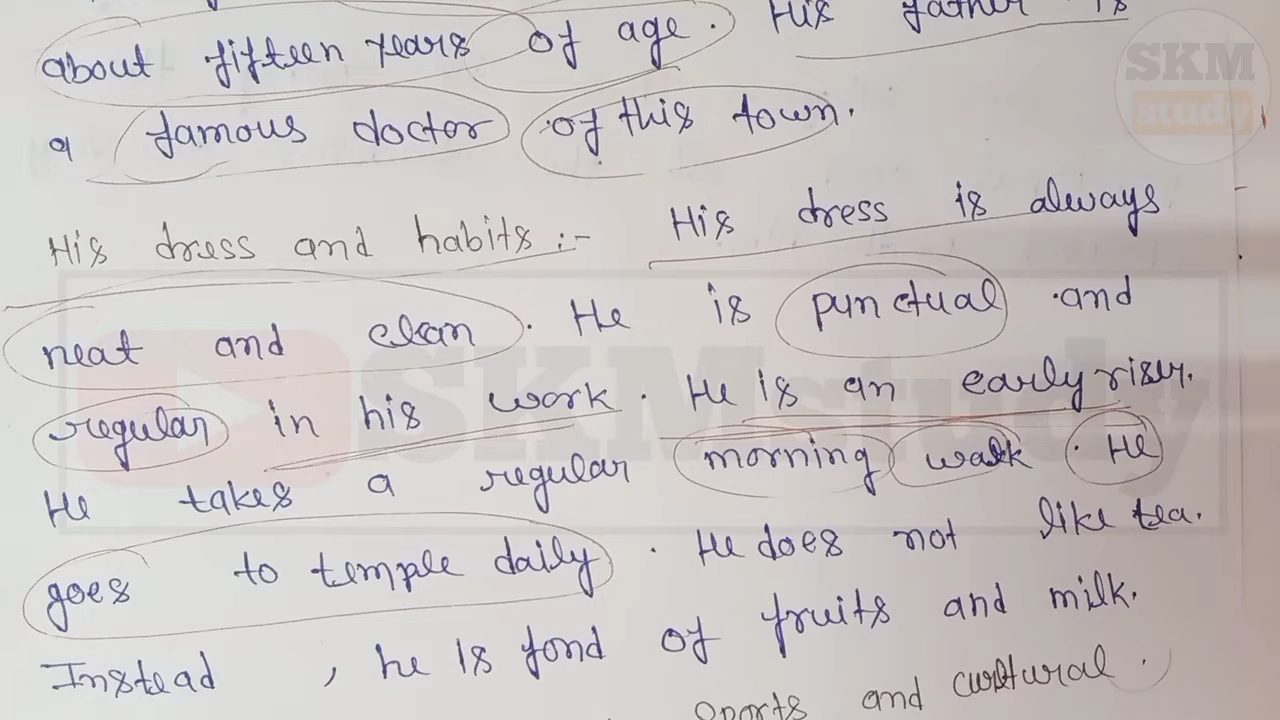 about fifteen years of age. His father is
a famous doctor of this town.
His dress and habits :- His dress is always
neat and clean. He is punctual and
regular in his work. He is an early riser.
He takes a regular morning walk. He
goes to temple daily. He does not like tea.
Instead, he is fond of fruits and milk.
sports and cultural.
SKM
study
SKMstudy